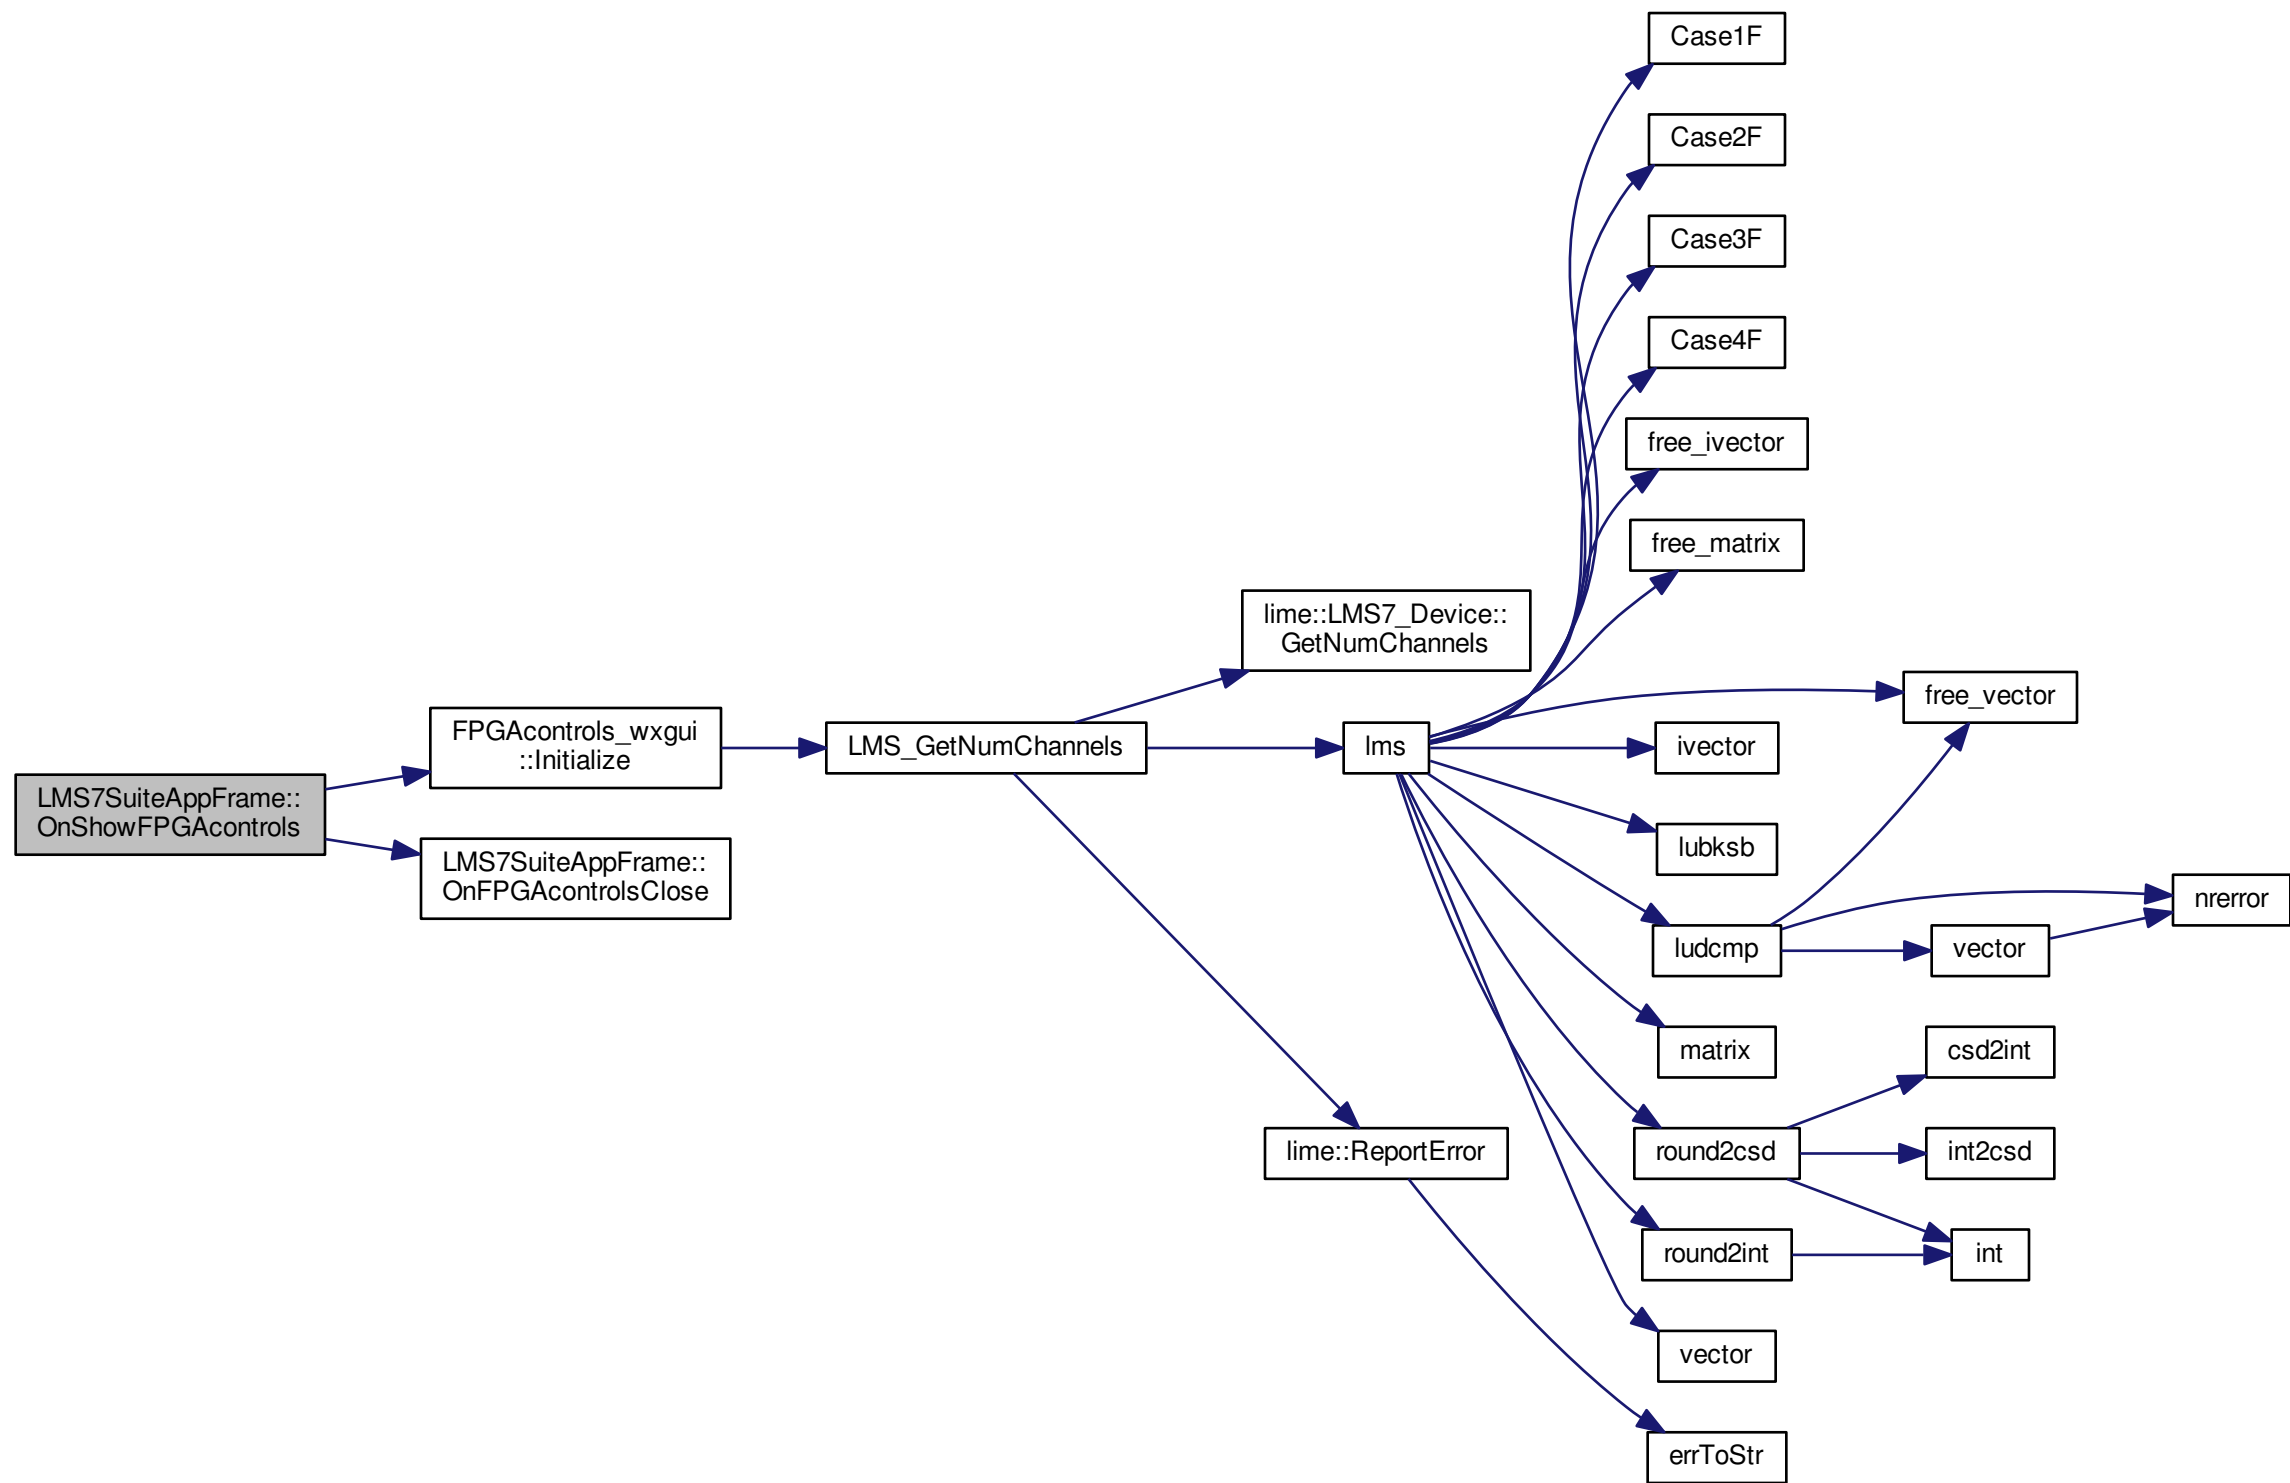 LMS7SuiteAppFrame::
OnShowFPGAcontrols
FPGAcontrols_wxgui
::Initialize
LMS7SuiteAppFrame::
OnFPGAcontrolsClose
LMS_GetNumChannels
lime::LMS7_Device::
GetNumChannels
lms
lime::ReportError
Case1F
Case2F
Case3F
Case4F
free_ivector
free_matrix
free_vector
ivector
lubksb
ludcmp
nrerror
vector
matrix
csd2int
round2csd
int2csd
round2int
int
vector
errToStr